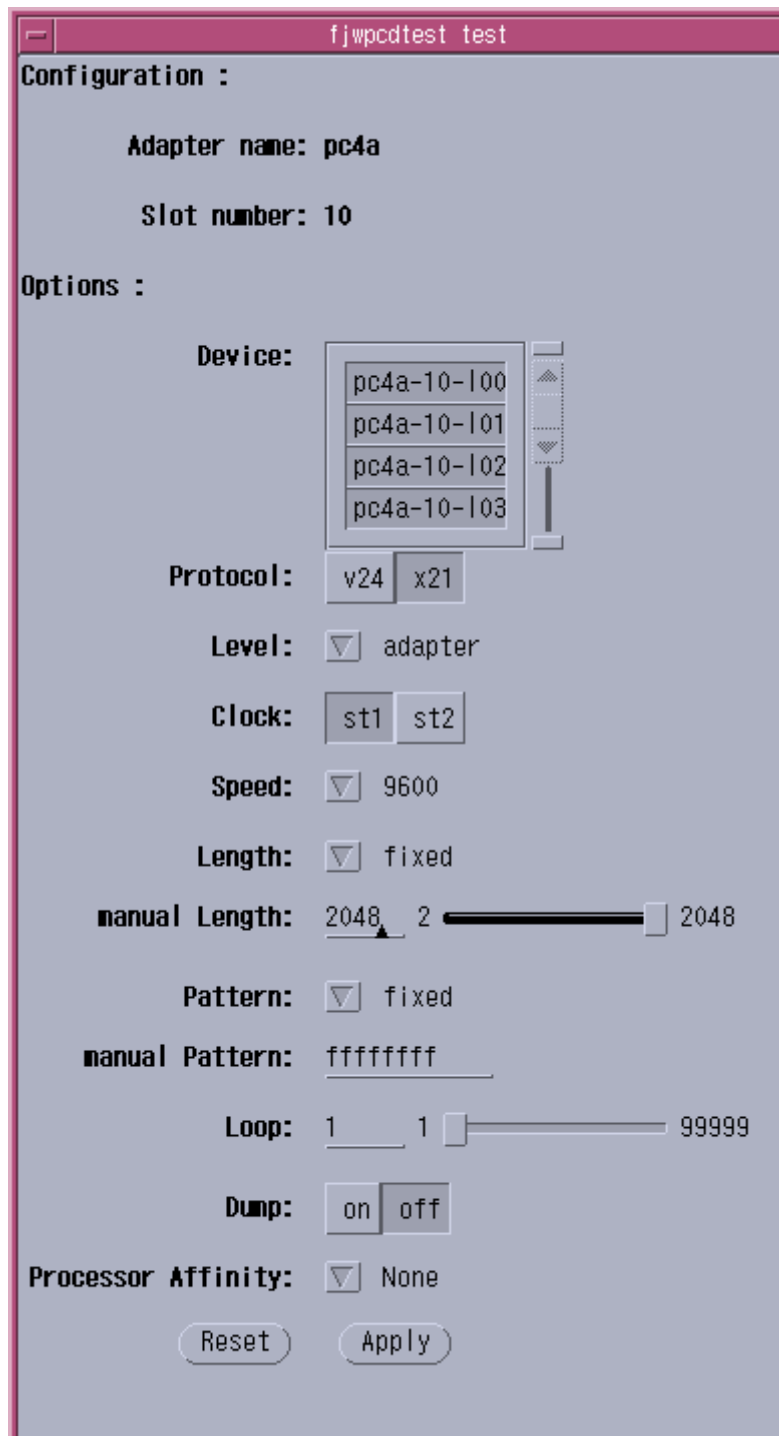 fjwpcdtest test
Configuration :
Adapter name: pc4a
Slot number: 10
Options :
Device:
pc4a-10-l00
pc4a-10-l01
pc4a-10-l02
pc4a-10-l03
Protocol: v24 x21
Level: adapter
Clock: st1 st2
Speed: 9600
Length: fixed
manual Length: 2048 2 2048
Pattern: fixed
manual Pattern: ffffffff
Loop: 1 1 99999
Dump: on off
Processor Affinity: None
Reset Apply